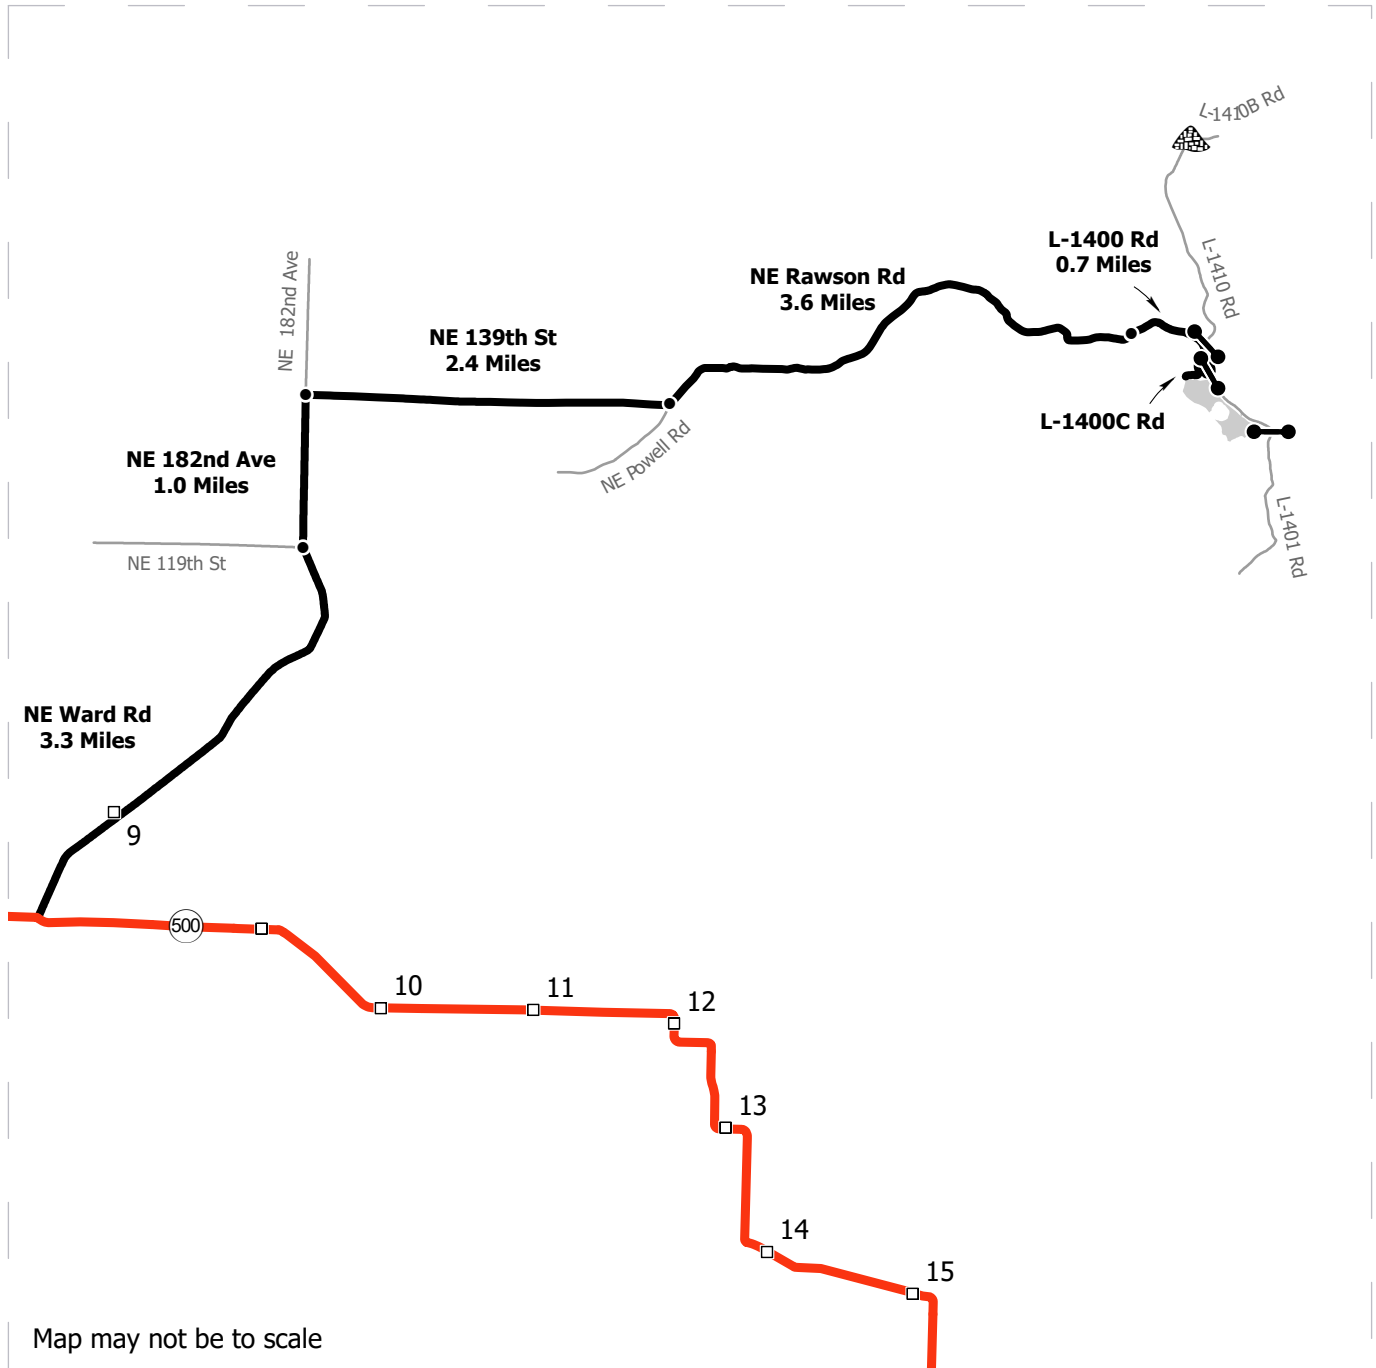 L-1410B Rd
L-1400 Rd
0.7 Miles
L-1410 Rd
NE 182nd Ave
NE Rawson Rd
3.6 Miles
NE 139th St
2.4 Miles
L-1400C Rd
NE Powell Rd
NE 182nd Ave
1.0 Miles
NE 119th St
L-1401 Rd
NE Ward Rd
3.3 Miles
9
500
10
11
12
13
14
15
Map may not be to scale